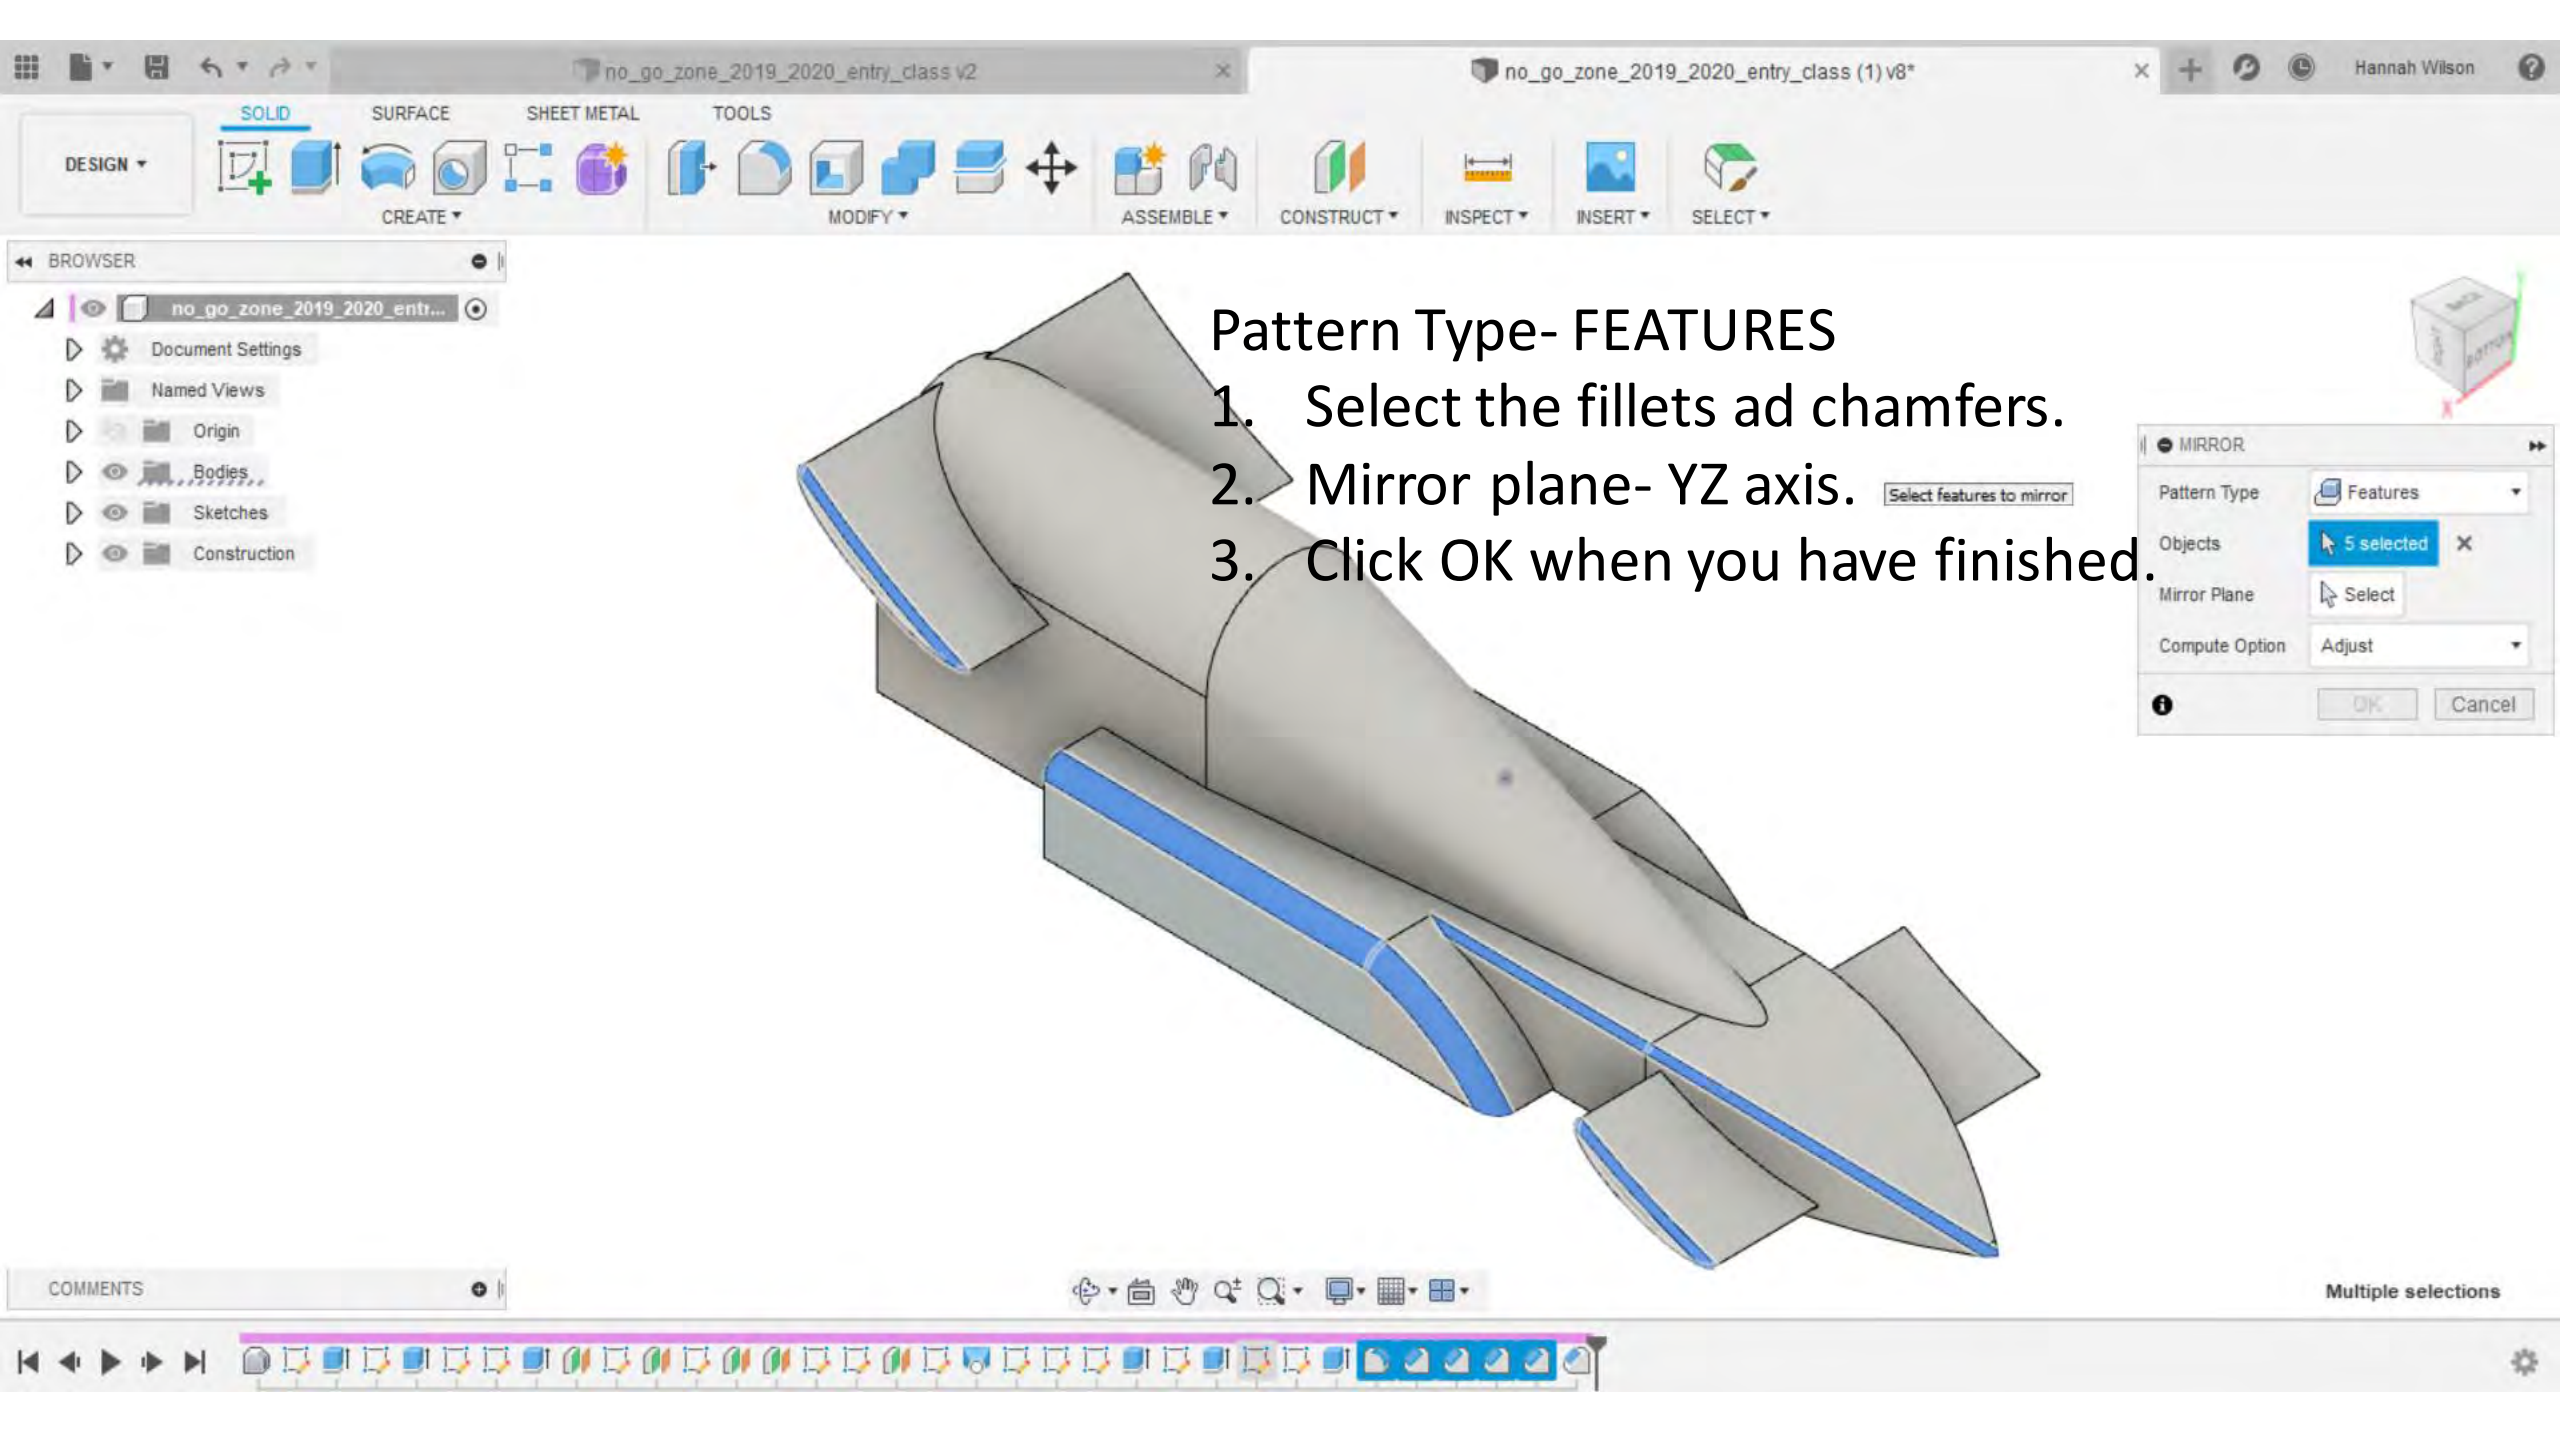 no_go_zone_2019_2020_entry_class v2
no_go_zone_2019_2020_entry_class (1) v8*
Hannah Wilson
SOLID
SURFACE
SHEET METAL
TOOLS
DESIGN
CREATE
MODIFY
ASSEMBLE
CONSTRUCT
INSPECT
INSERT
SELECT
BROWSER
no_go_zone_2019_2020_entr...
Document Settings
Named Views
Origin
Bodies
Sketches
Construction
Pattern Type- FEATURES
1. Select the fillets ad chamfers.
2. Mirror plane- YZ axis.
Select features to mirror
3. Click OK when you have finished.
BACK
BOTTOM
X
MIRROR
Pattern Type Features
Objects 5 selected
Mirror Plane Select
Compute Option Adjust
OK Cancel
COMMENTS
Multiple selections